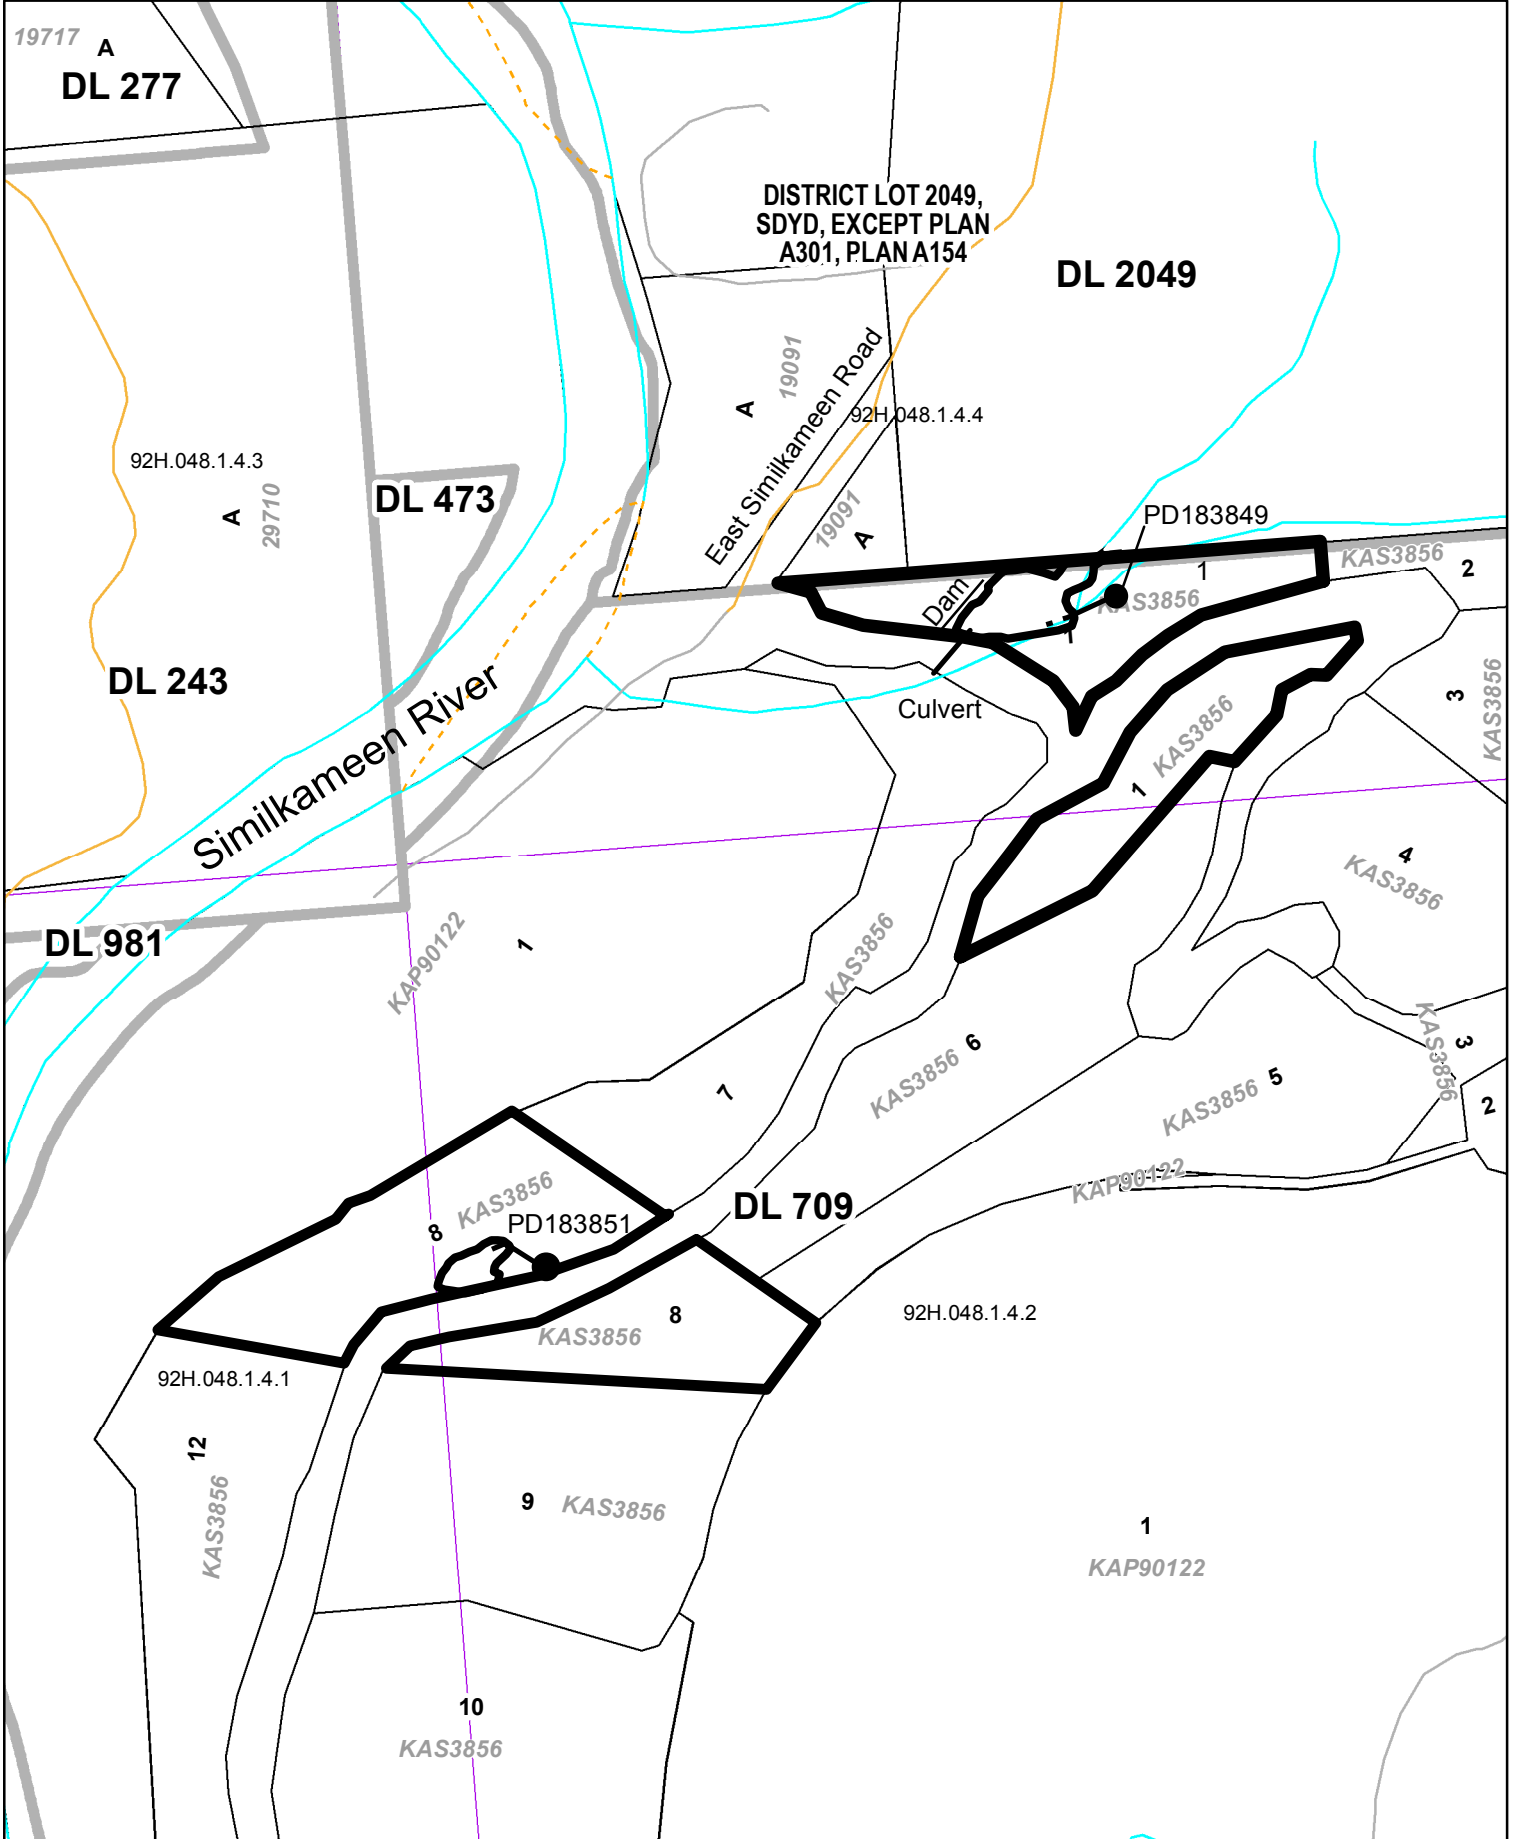 19717
A
DL 277
DISTRICT LOT 2049,
SDYD, EXCEPT PLAN
A301, PLAN A154
DL 2049
19091
A
East Similkameen Road
92H.048.1.4.4
92H.048.1.4.3
A
29710
DL 473
19091
A
PD183849
KAS3856
2
1
KAS3856
Dam
DL 243
Similkameen River
Culvert
3
KAS3856
KAS3856
1
4
KAS3856
DL 981
KAP90122
1
KAS3856
KAS3856
3
KAS3856
6
7
KAS3856
5
2
KAP90122
KAS3856
8
PD183851
DL 709
8
KAS3856
92H.048.1.4.2
92H.048.1.4.1
12
KAS3856
9
KAS3856
1
KAP90122
10
KAS3856